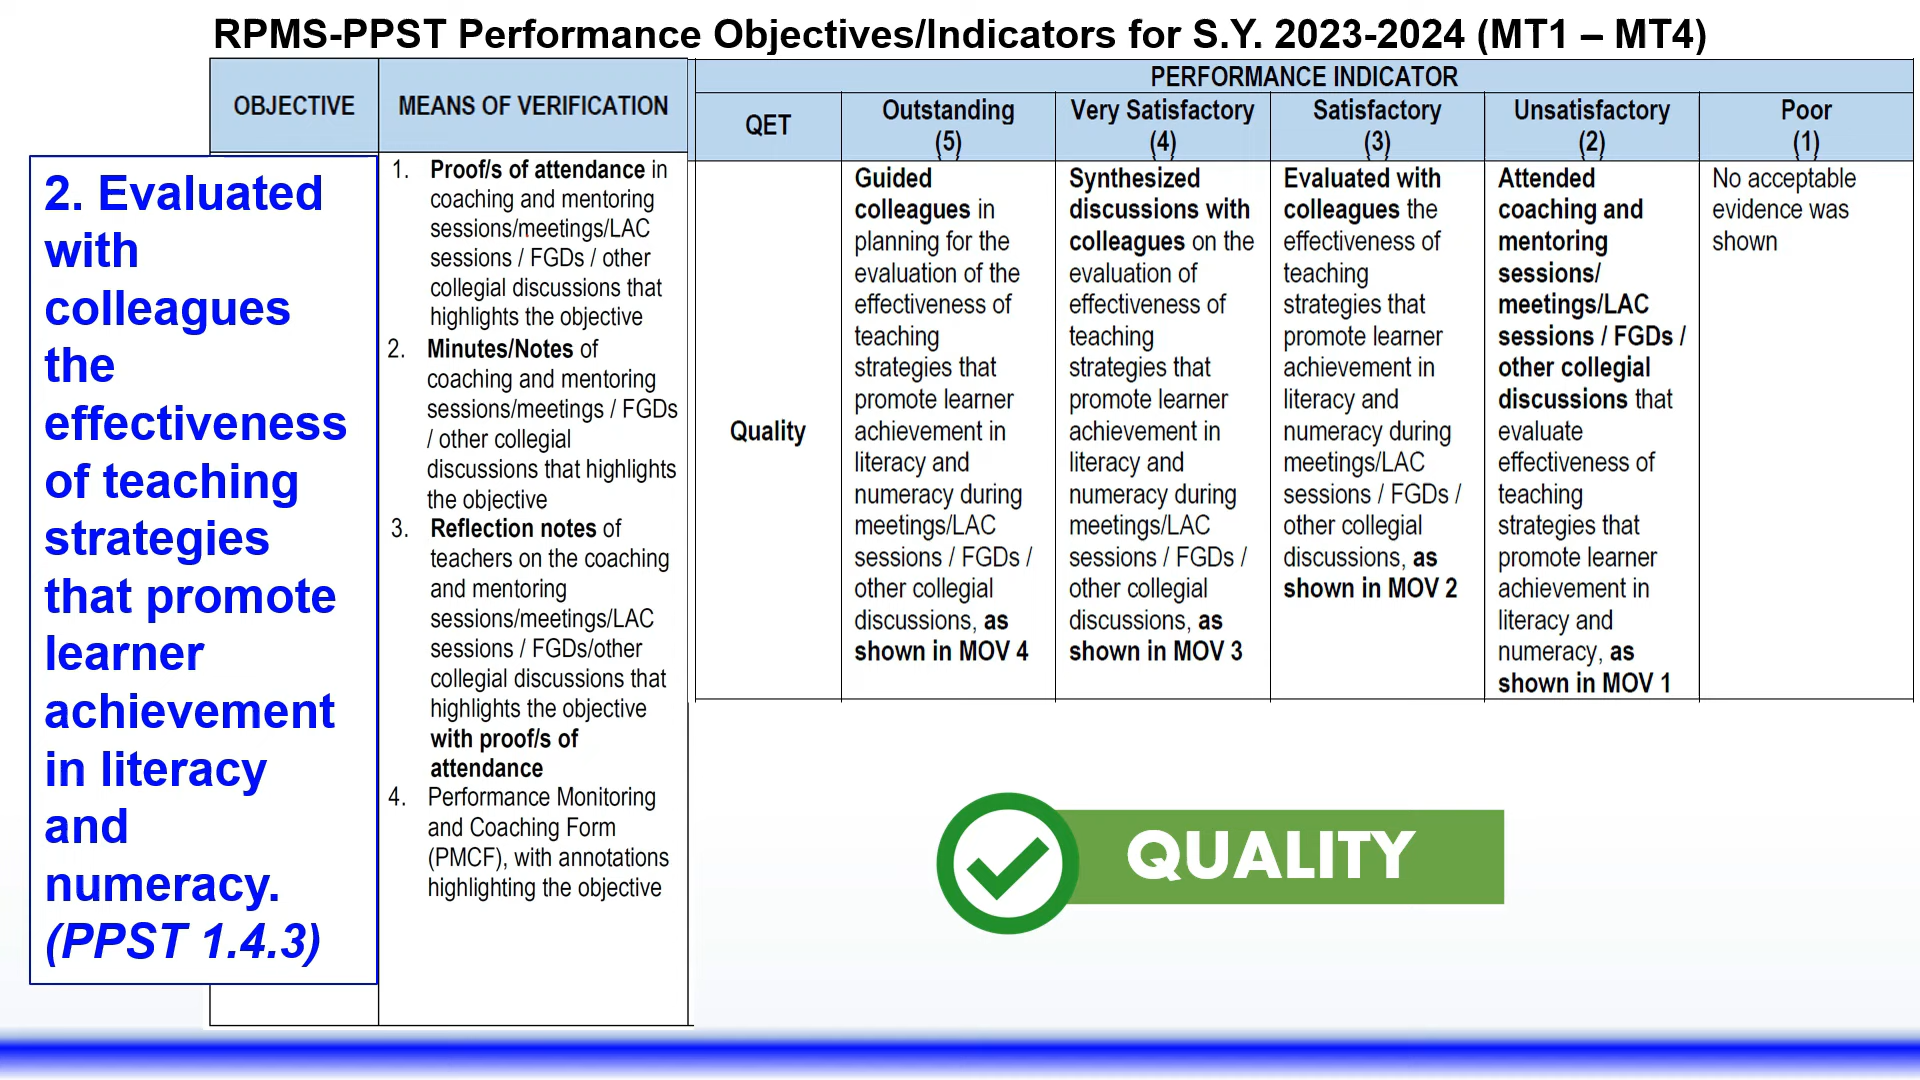 RPMS-PPST Performance Objectives/Indicators for S.Y. 2023-2024 (MT1 – MT4)
OBJECTIVE
MEANS OF VERIFICATION
2. Evaluated
with
colleagues
the
effectiveness
of teaching
strategies
that promote
learner
achievement
in literacy
and
numeracy.
(PPST 1.4.3)
1. Proof/s of attendance in
coaching and mentoring
sessions/meetings/LAC
sessions / FGDs / other
collegial discussions that
highlights the objective
2. Minutes/Notes of
coaching and mentoring
sessions/meetings / FGDs
/ other collegial
discussions that highlights
the objective
3. Reflection notes of
teachers on the coaching
and mentoring
sessions/meetings/LAC
sessions / FGDs/other
collegial discussions that
highlights the objective
with proof/s of
attendance
4. Performance Monitoring
and Coaching Form
(PMCF), with annotations
highlighting the objective
PERFORMANCE INDICATOR
QET
Outstanding
(5)
Very Satisfactory
(4)
Satisfactory
(3)
Unsatisfactory
(2)
Poor
(1)
Quality
Guided
colleagues in
planning for the
evaluation of the
effectiveness of
teaching
strategies that
promote learner
achievement in
literacy and
numeracy during
meetings/LAC
sessions / FGDs /
other collegial
discussions, as
shown in MOV 4
Synthesized
discussions with
colleagues on the
evaluation of
effectiveness of
teaching
strategies that
promote learner
achievement in
literacy and
numeracy during
meetings/LAC
sessions / FGDs /
other collegial
discussions, as
shown in MOV 3
Evaluated with
colleagues the
effectiveness of
teaching
strategies that
promote learner
achievement in
literacy and
numeracy during
meetings/LAC
sessions / FGDs /
other collegial
discussions, as
shown in MOV 2
Attended
coaching and
mentoring
sessions/
meetings/LAC
sessions / FGDs /
other collegial
discussions that
evaluate
effectiveness of
teaching
strategies that
promote learner
achievement in
literacy and
numeracy, as
shown in MOV 1
No acceptable
evidence was
shown
QUALITY